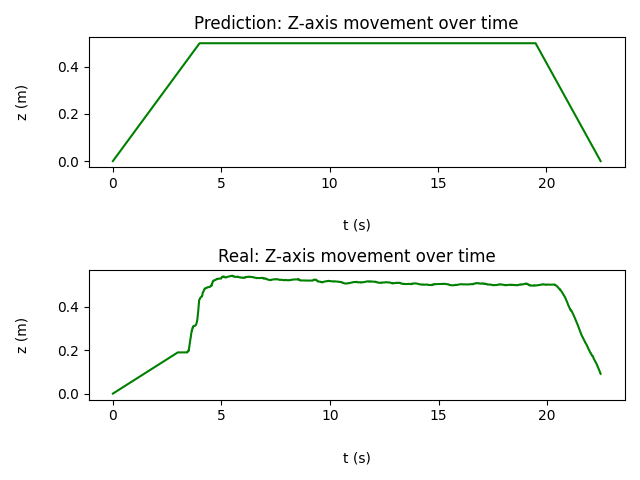 Prediction: Z-axis movement over time
0.4
0.2
0.0
z (m)
0 5 10 15 20
t (s)
Real: Z-axis movement over time
0.4
0.2
0.0
z (m)
0 5 10 15 20
t (s)